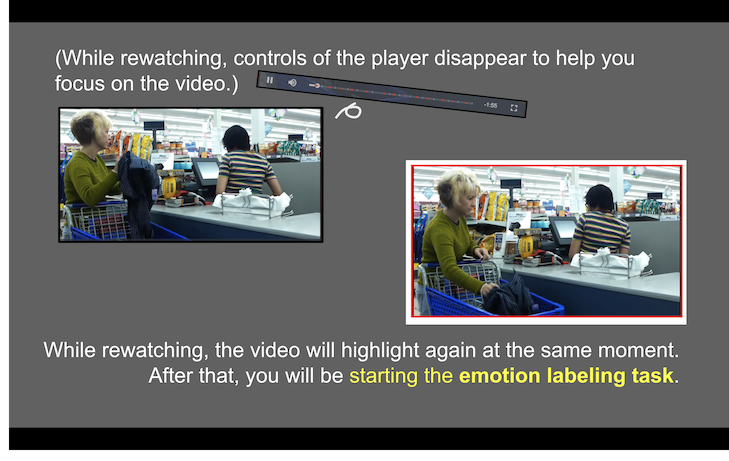 (While rewatching, controls of the player disappear to help you
focus on the video.)
-1:55
While rewatching, the video will highlight again at the same moment.
After that, you will be starting the emotion labeling task.